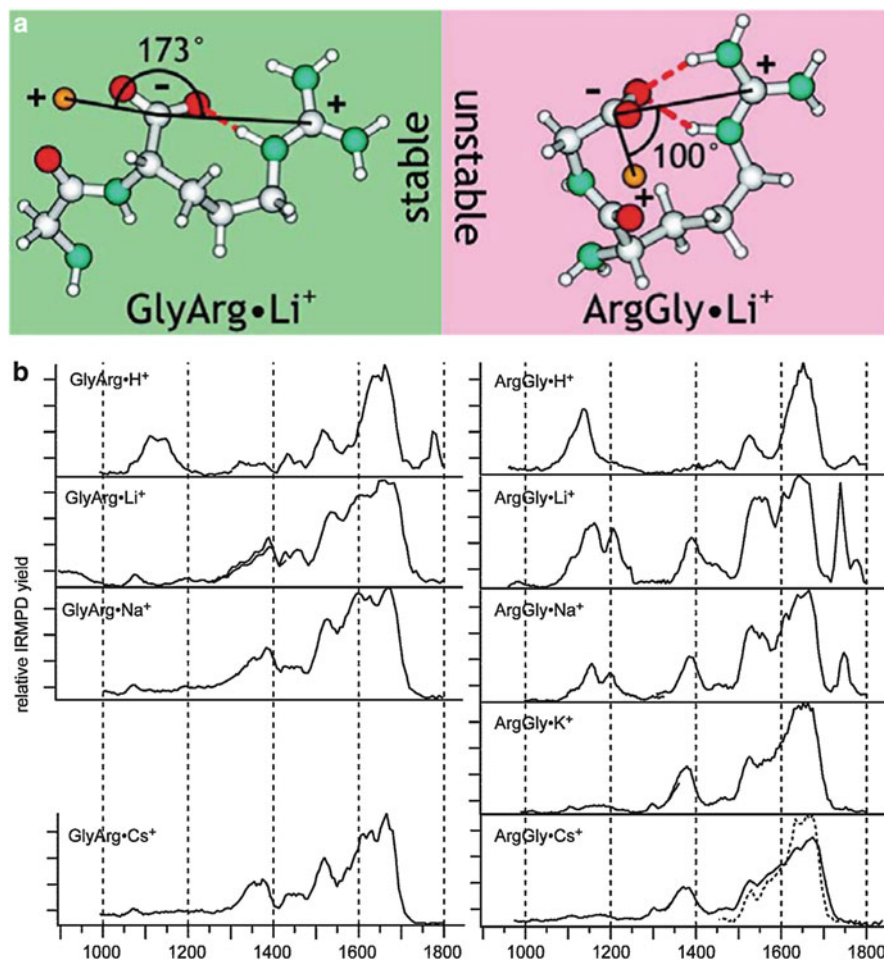 a
173°
+
-
+
stable
GlyArg•Li⁺
unstable
-
+
100°
+
ArgGly•Li⁺
b
relative IRMPD yield
GlyArg•H⁺
GlyArg•Li⁺
GlyArg•Na⁺
GlyArg•Cs⁺
1000 1200 1400 1600 1800
ArgGly•H⁺
ArgGly•Li⁺
ArgGly•Na⁺
ArgGly•K⁺
ArgGly•Cs⁺
1000 1200 1400 1600 1800